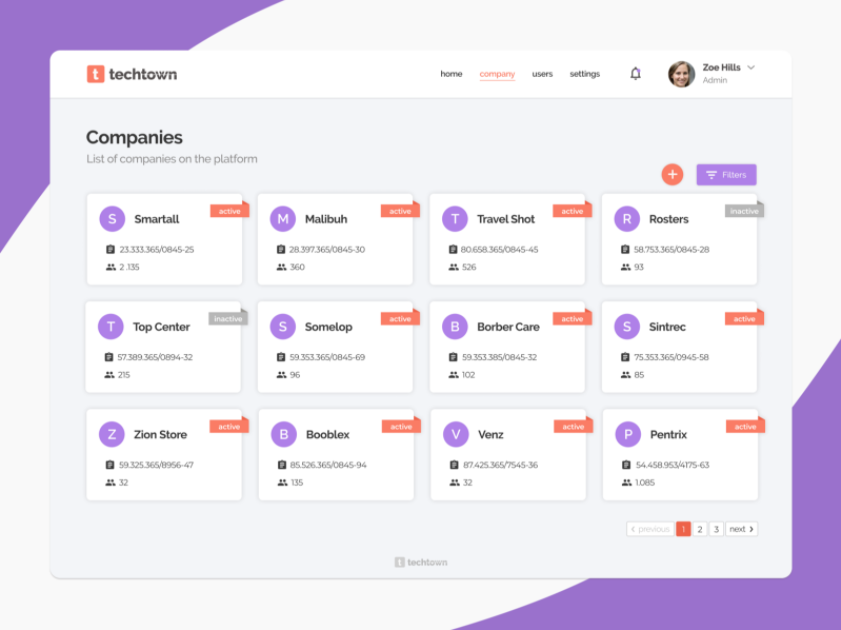 t techtown
home company users settings
Zoe Hills
Admin
Companies
List of companies on the platform
+ Filters
S Smartall active
23.333.365/0845-25
2 .135
M Malibuh active
28.397.365/0845-30
360
T Travel Shot active
80.658.365/0845-45
526
R Rosters inactive
58.753.365/0845-28
93
T Top Center inactive
57.389.365/0894-32
215
S Somelop active
59.353.365/0845-69
96
B Borber Care active
59.353.385/0845-32
102
S Sintrec active
75.353.365/0945-58
85
Z Zion Store active
59.325.365/8956-47
32
B Booblex active
85.526.365/0845-94
135
V Venz active
87.425.365/7545-36
32
P Pentrix active
54.458.953/4175-63
1.085
‹ previous 1 2 3 next ›
t techtown